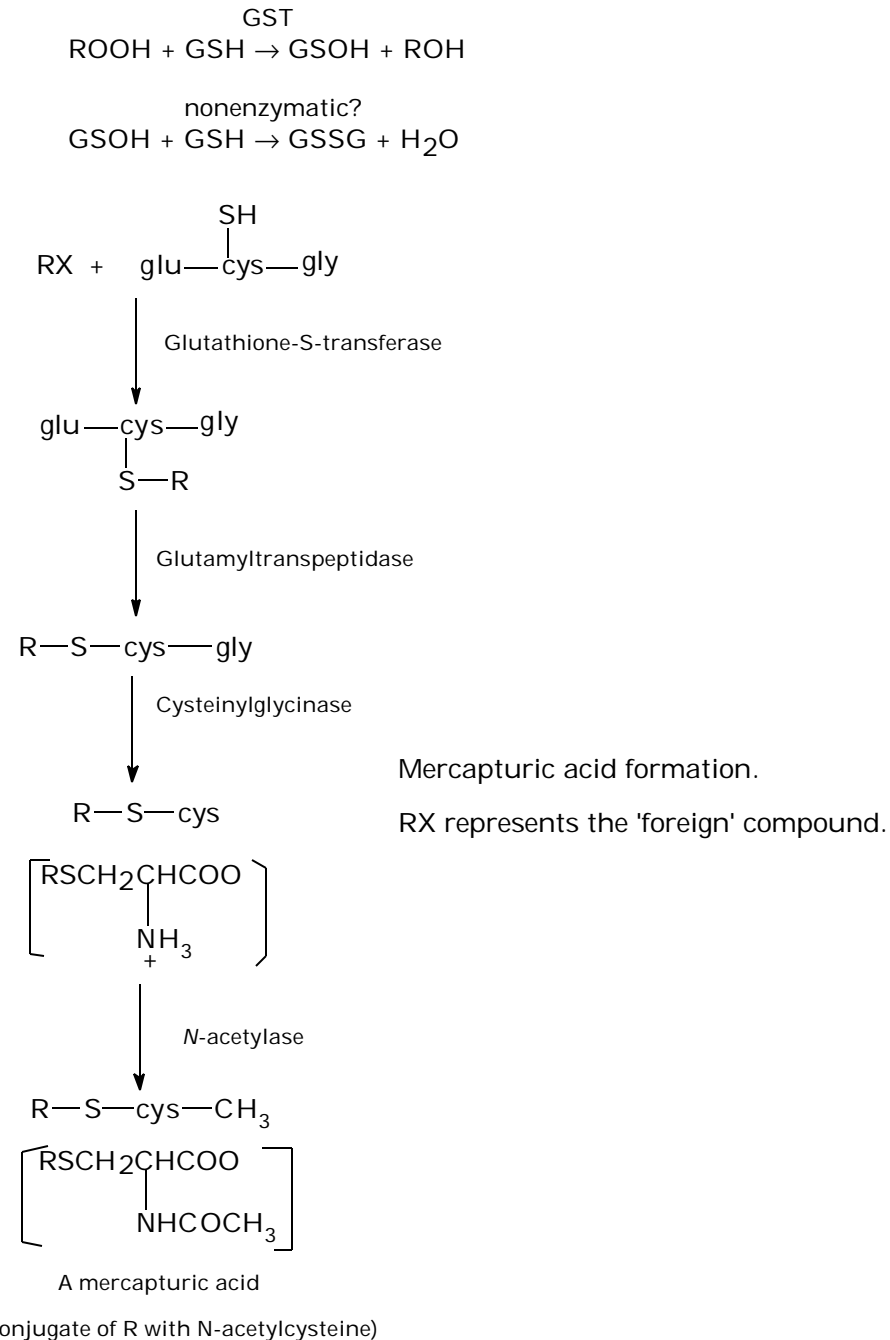 GST
ROOH + GSH → GSOH + ROH
nonenzymatic?
GSOH + GSH → GSSG + H2O
SH
RX + glu—cys—gly
Glutathione-S-transferase
glu—cys—gly
S—R
Glutamyltranspeptidase
R—S—cys—gly
Cysteinylglycinase
Mercapturic acid formation.
R—S—cys
RX represents the 'foreign' compound.
RSCH2CHCOO
NH3
+
N-acetylase
R—S—cys—CH3
RSCH2CHCOO
NHCOCH3
A mercapturic acid
onjugate of R with N-acetylcysteine)